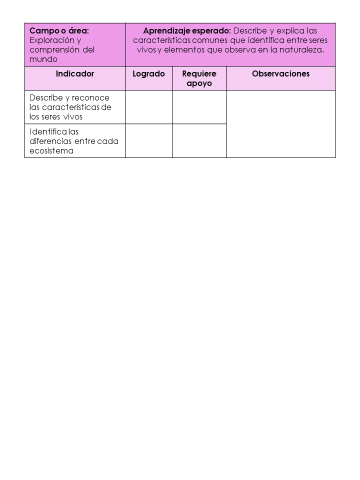 Campo o área:
Exploración y
comprensión del
mundo
Aprendizaje esperado: Describe y explica las
características comunes que identifica entre seres
vivos y elementos que observa en la naturaleza.
Indicador
Logrado
Requiere
apoyo
Observaciones
Describe y reconoce
las características de
los seres vivos
Identifica las
diferencias entre cada
ecosistema